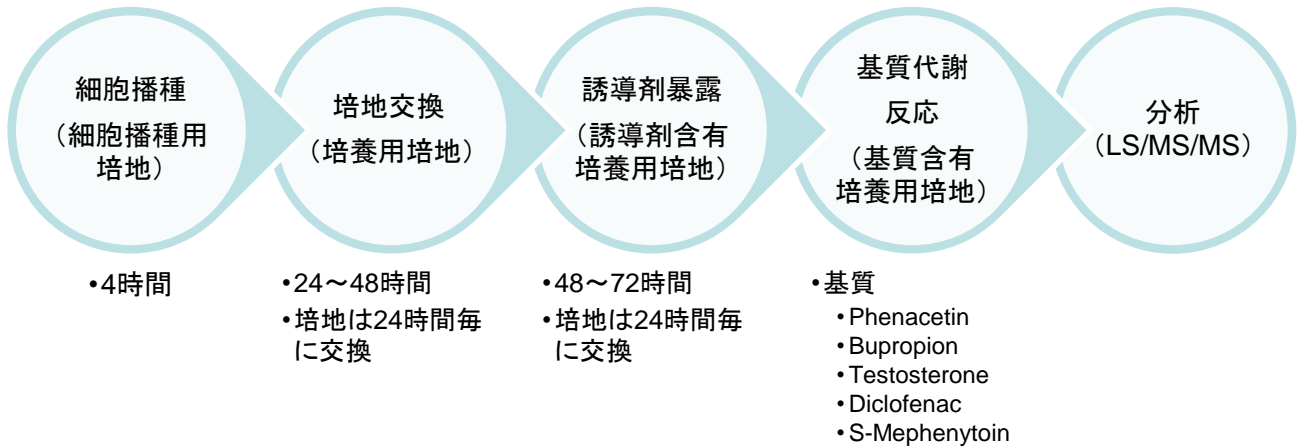 細胞播種
（細胞播種用
培地）
•4時間
培地交換
（培養用培地）
•24～48時間
•培地は24時間毎
に交換
誘導剤暴露
（誘導剤含有
培養用培地）
•48～72時間
•培地は24時間毎
に交換
基質代謝
反応
（基質含有
培養用培地）
•基質
•Phenacetin
•Bupropion
•Testosterone
•Diclofenac
•S-Mephenytoin
分析
（LS/MS/MS）